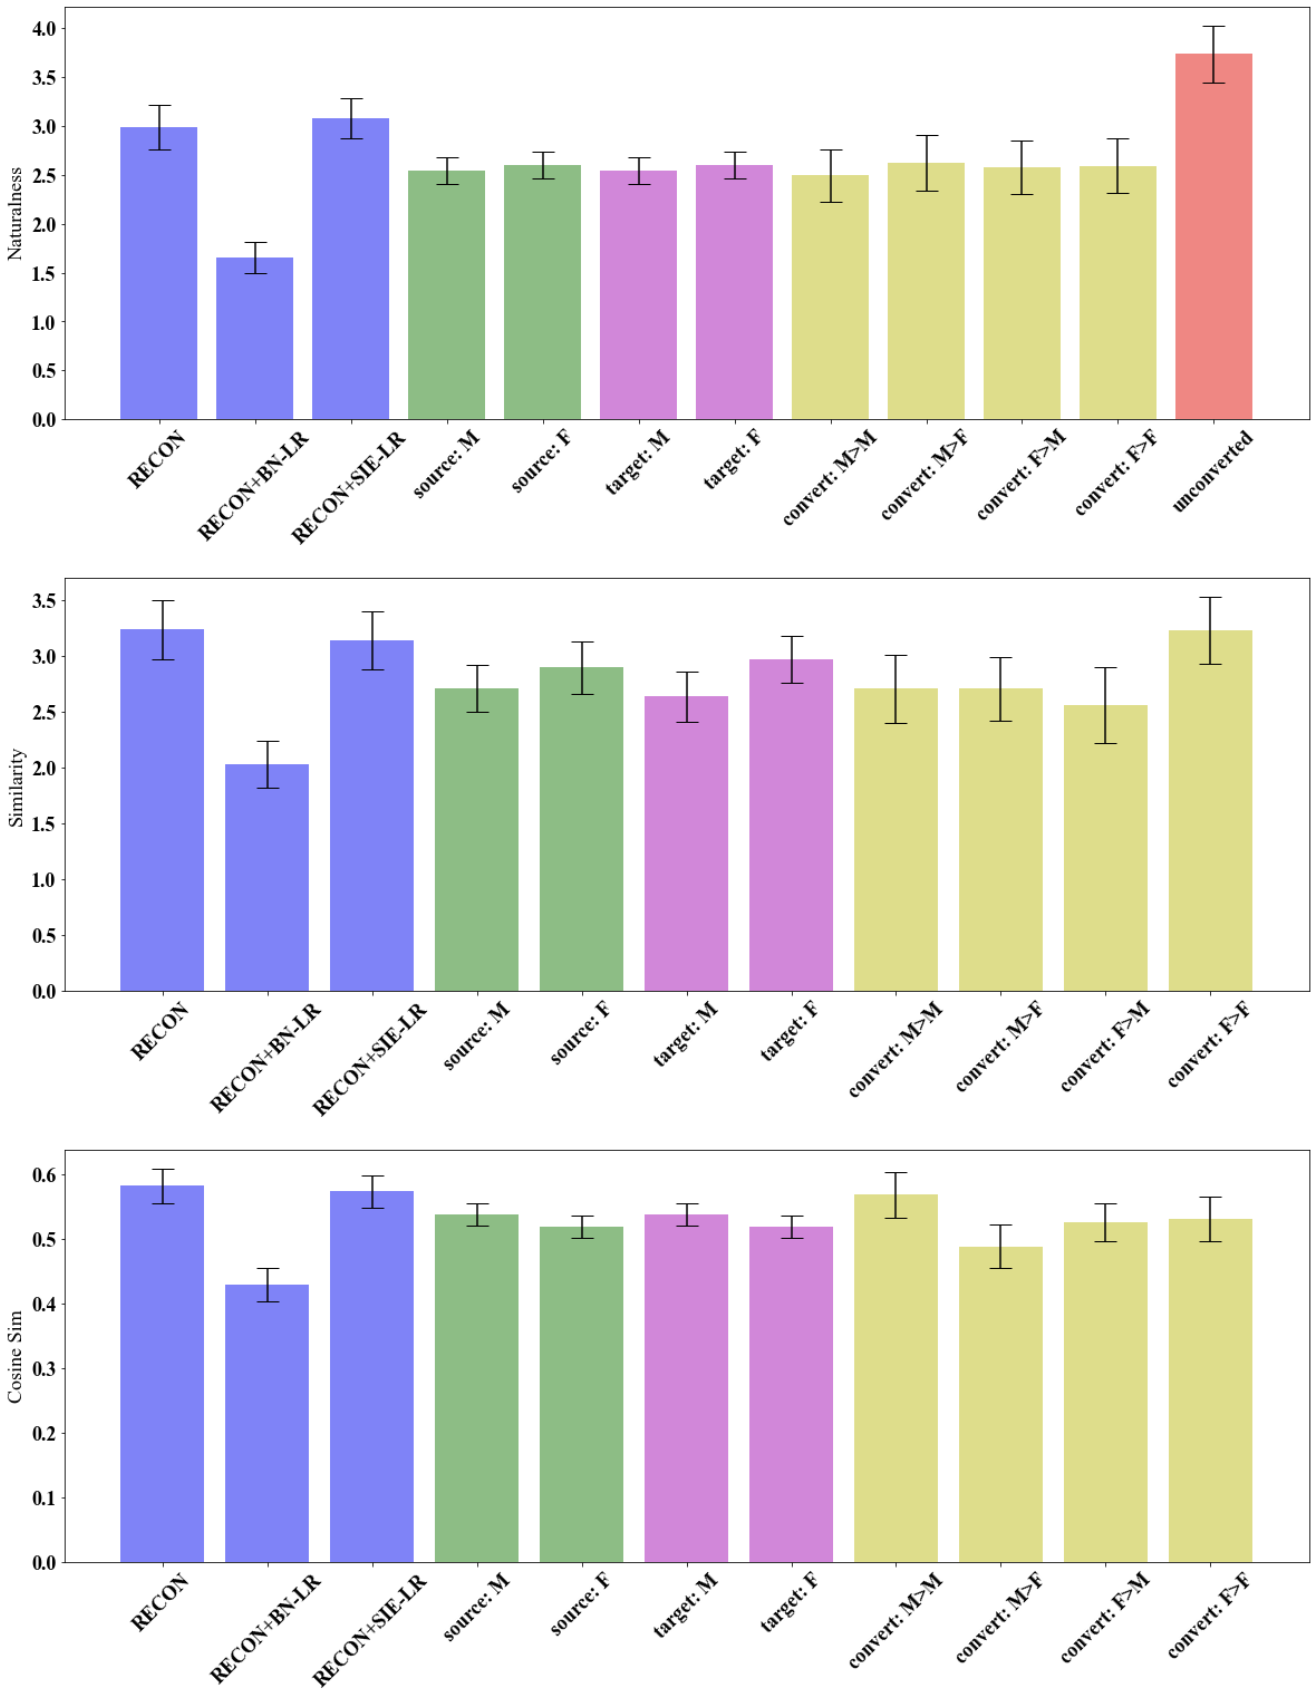 4.0
3.5
3.0
2.5
2.0
1.5
1.0
0.5
0.0
Naturalness
RECON
RECON+BN-LR
RECON+SIE-LR
source: M
source: F
target: M
target: F
convert: M>M
convert: M>F
convert: F>M
convert: F>F
unconverted
3.5
3.0
2.5
2.0
1.5
1.0
0.5
0.0
Similarity
RECON
RECON+BN-LR
RECON+SIE-LR
source: M
source: F
target: M
target: F
convert: M>M
convert: M>F
convert: F>M
convert: F>F
0.6
0.5
0.4
0.3
0.2
0.1
0.0
Cosine Sim
RECON
RECON+BN-LR
RECON+SIE-LR
source: M
source: F
target: M
target: F
convert: M>M
convert: M>F
convert: F>M
convert: F>F